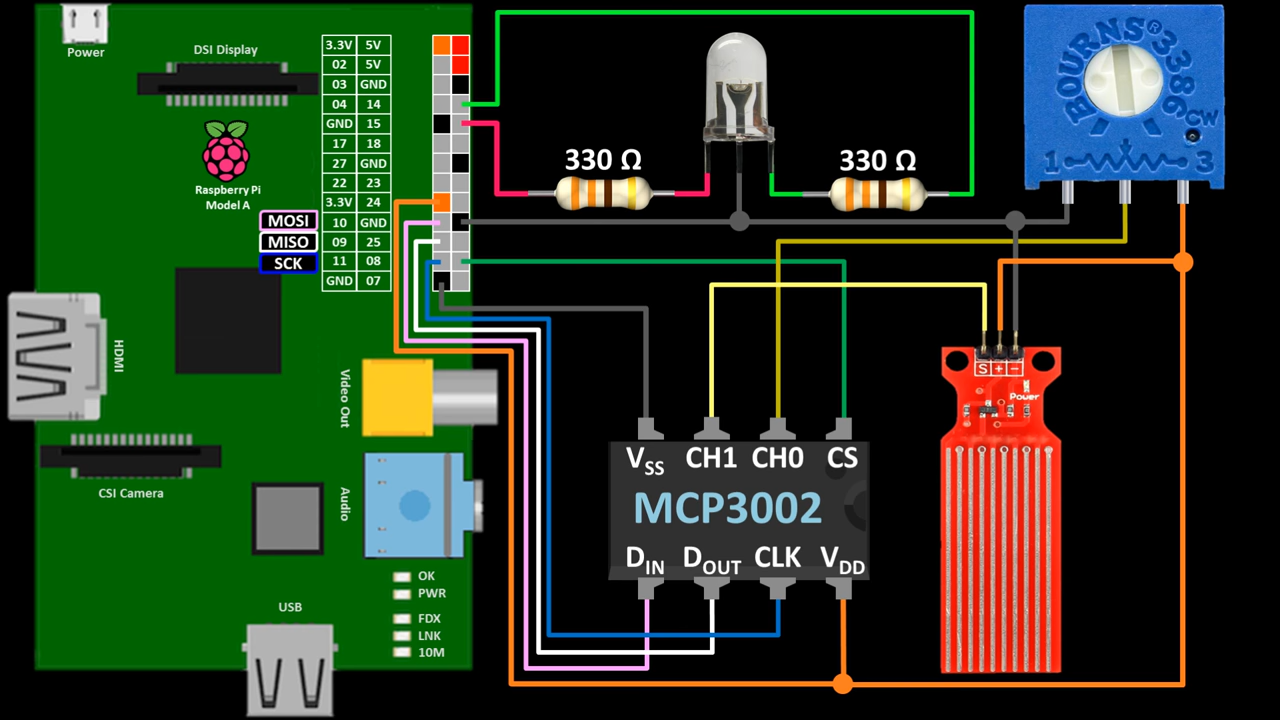 Power
DSI Display
Raspberry Pi
Model A
3.3V 5V
02 5V
03 GND
04 14
GND 15
17 18
27 GND
22 23
3.3V 24
MOSI 10 GND
MISO 09 25
SCK 11 08
GND 07
HDMI
Video Out
CSI Camera
Audio
OK
PWR
FDX
LNK
10M
USB
330 Ω
330 Ω
BOURNS® 3386
CW
1 3
S + -
Power
VSS CH1 CH0 CS
MCP3002
DIN DOUT CLK VDD